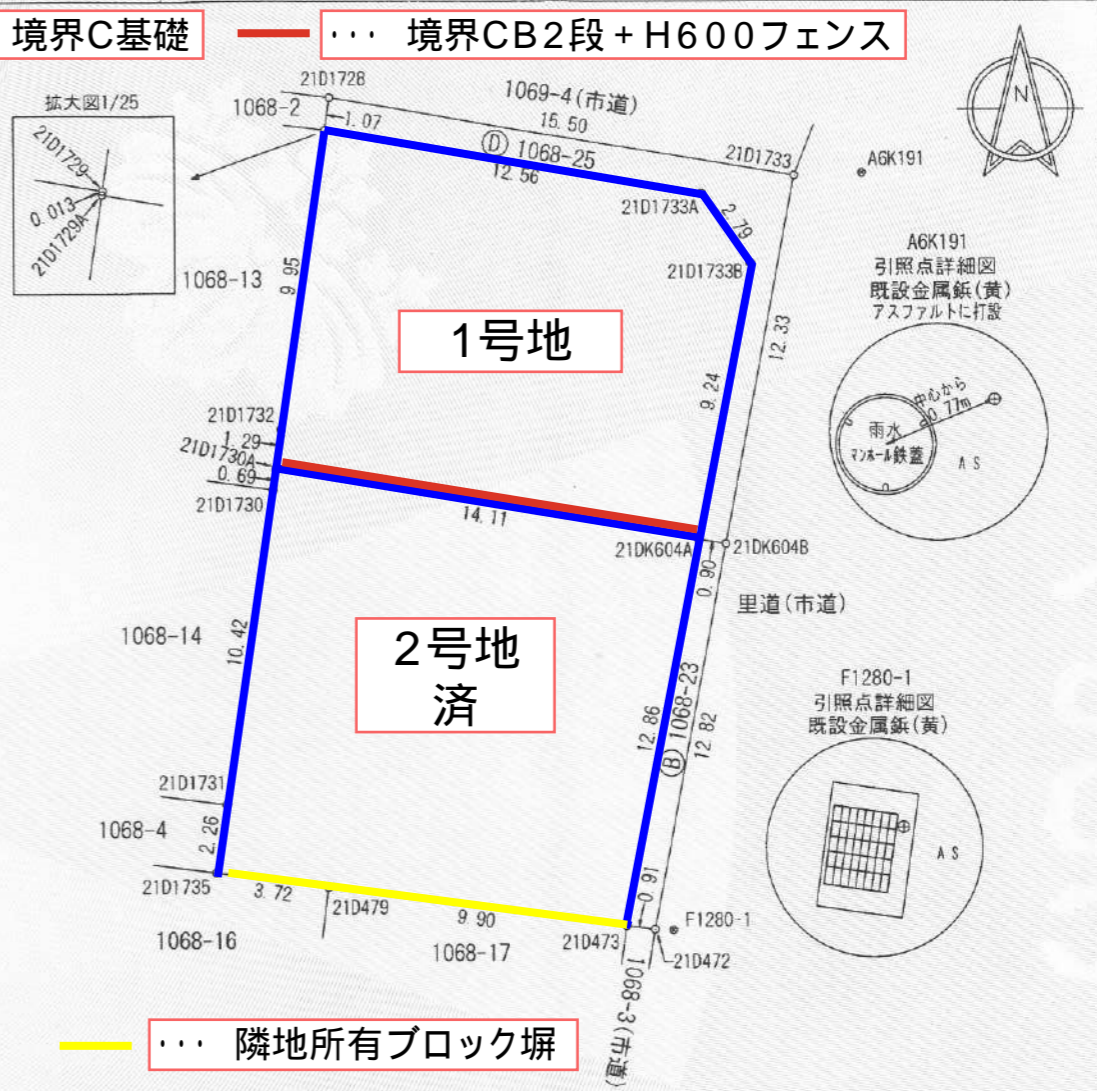 境界C基礎
··· 境界CB2段+H600フェンス
拡大図1/25
21D1729
0.013
21D1729A
21D1728
1068-2
1.07
1069-4(市道)
15.50
Ⓓ 1068-25
12.56
21D1733
A6K191
N
21D1733A
2.79
21D1733B
1068-13
9.95
1号地
12.33
9.24
A6K191
引照点詳細図
既設金属鋲(黄)
アスファルトに打設
中心から
0.77m
雨水
マンホール鉄蓋
AS
21D1732
1.29
21D1730A
0.69
21D1730
14.11
21DK604A
21DK604B
0.90
里道(市道)
1068-14
10.42
2号地
済
12.86
Ⓑ 1068-23
12.82
F1280-1
引照点詳細図
既設金属鋲(黄)
AS
21D1731
1068-4
2.26
21D1735
3.72
21D479
9.90
0.91
21D473
F1280-1
21D472
1068-16
1068-17
1068-3(市道)
··· 隣地所有ブロック塀